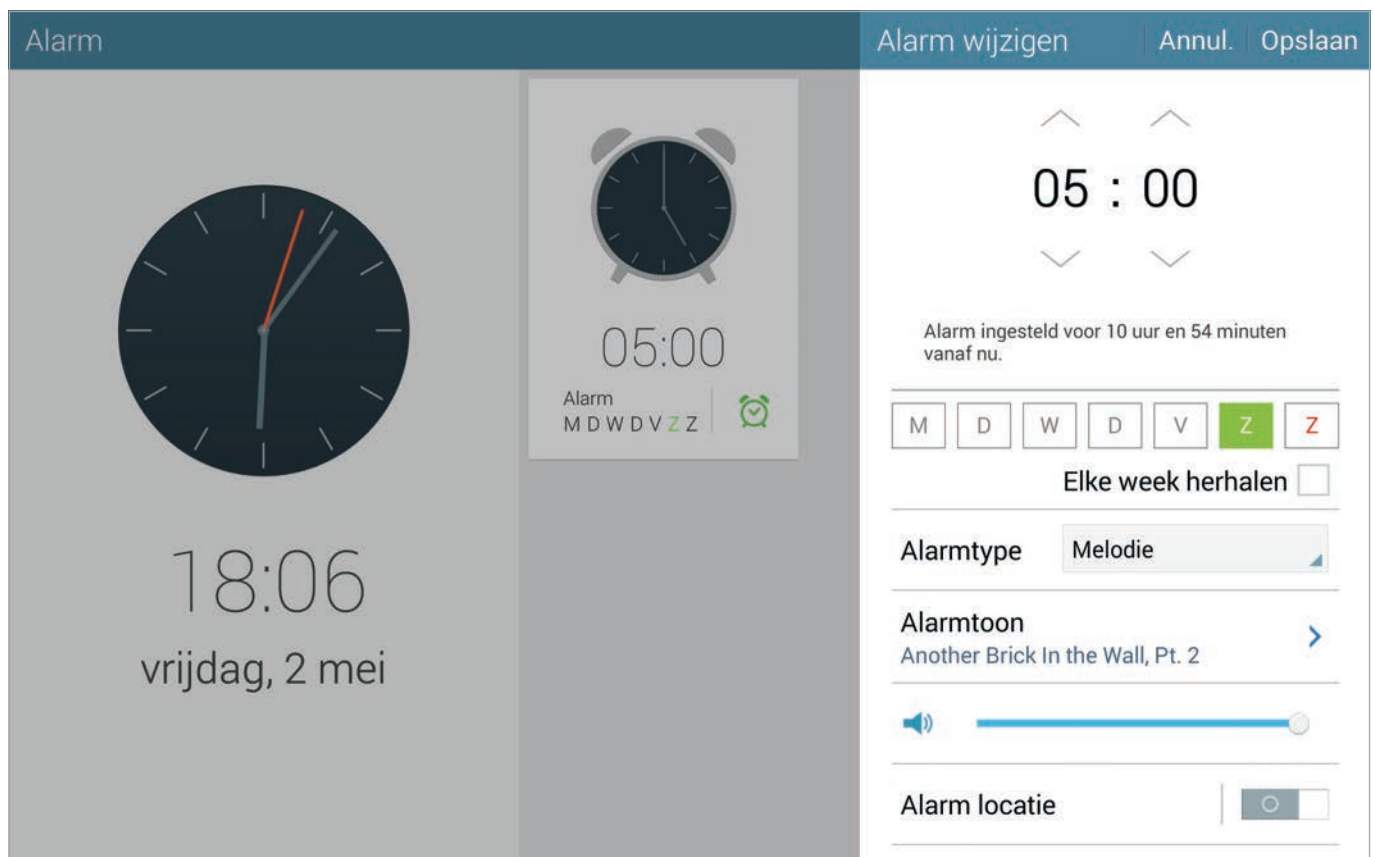 Alarm
18:06
vrijdag, 2 mei
05:00
Alarm
M D W D V Z Z
Alarm wijzigen Annul. Opslaan
05 : 00
Alarm ingesteld voor 10 uur en 54 minuten
vanaf nu.
M D W D V Z Z
Elke week herhalen
Alarmtype Melodie
Alarmtoon
Another Brick In the Wall, Pt. 2
Alarm locatie